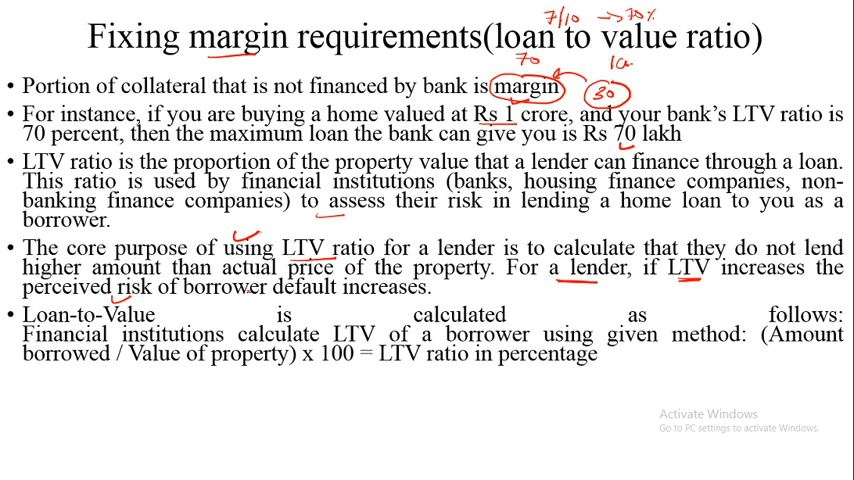 7/10 → 70%
Fixing margin requirements(loan to value ratio)
70
• Portion of collateral that is not financed by bank is margin
30
• For instance, if you are buying a home valued at Rs 1 crore, and your bank's LTV ratio is
70 percent, then the maximum loan the bank can give you is Rs 70 lakh
• LTV ratio is the proportion of the property value that a lender can finance through a loan.
This ratio is used by financial institutions (banks, housing finance companies, non-
banking finance companies) to assess their risk in lending a home loan to you as a
borrower.
• The core purpose of using LTV ratio for a lender is to calculate that they do not lend
higher amount than actual price of the property. For a lender, if LTV increases the
perceived risk of borrower default increases.
• Loan-to-Value is calculated as follows:
Financial institutions calculate LTV of a borrower using given method: (Amount
borrowed / Value of property) x 100 = LTV ratio in percentage
Activate Windows
Go to PC settings to activate Windows.